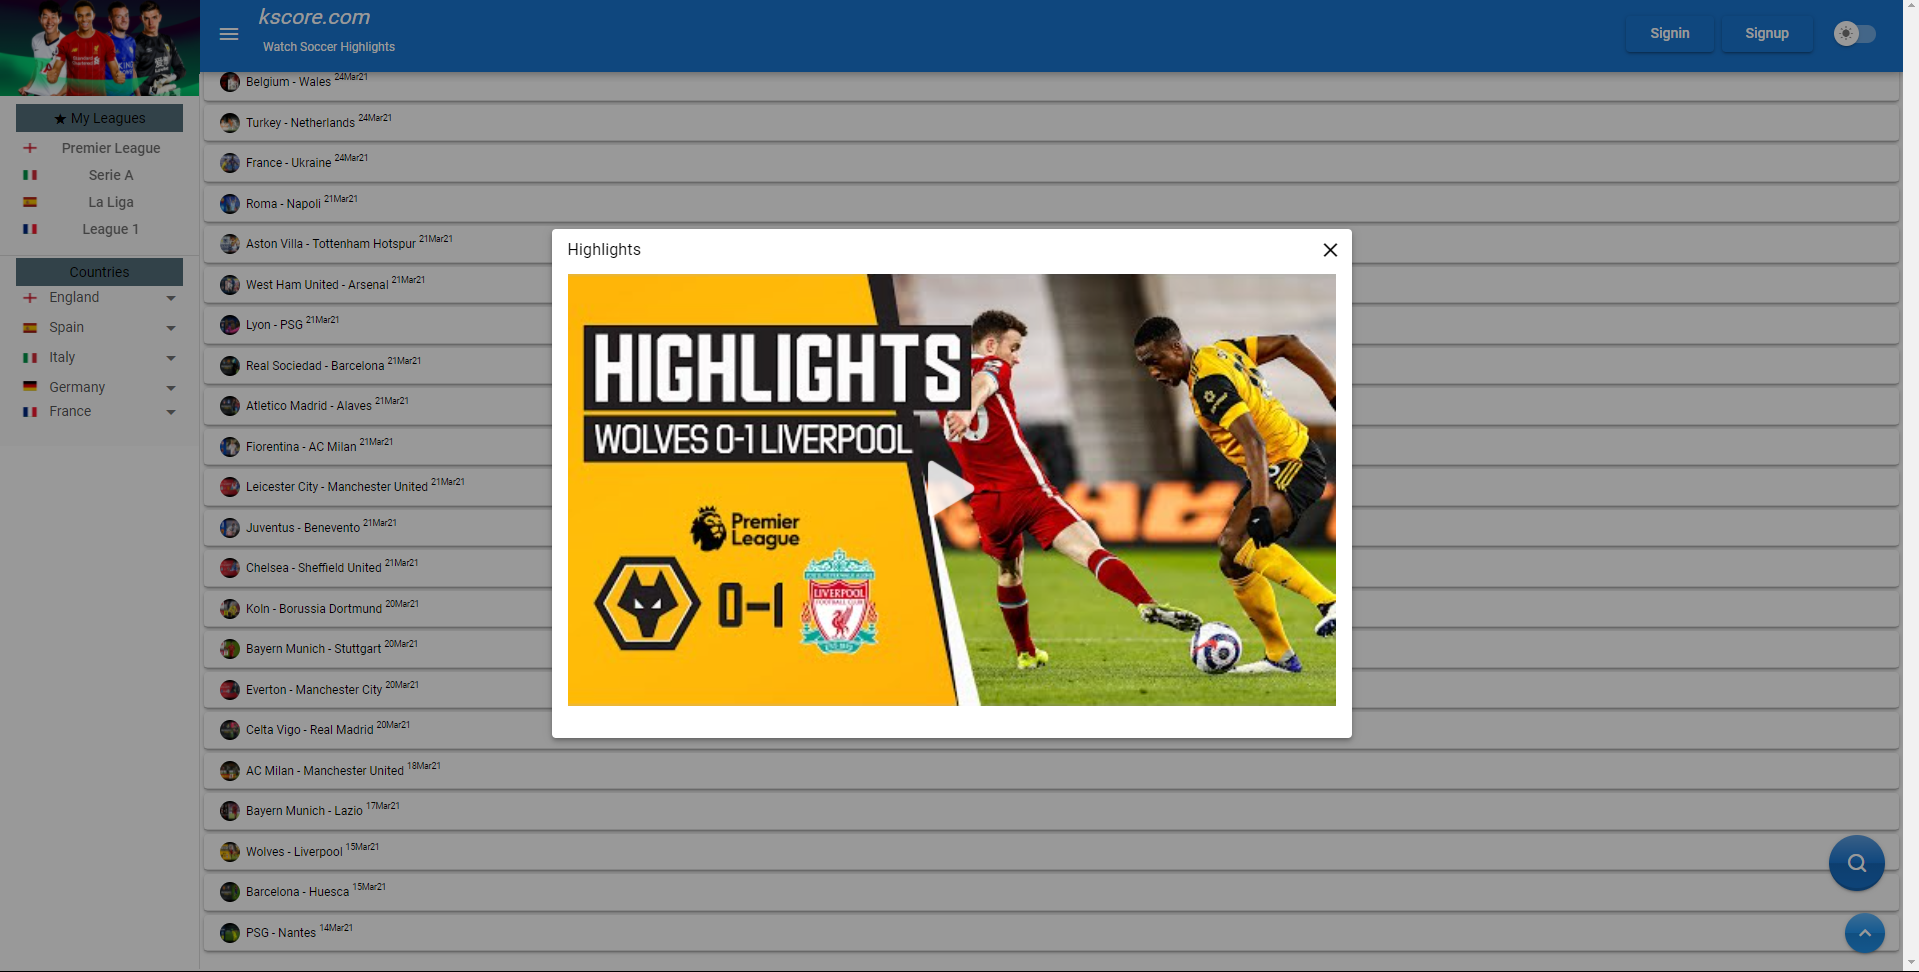 kscore.com
Watch Soccer Highlights
Signin
Signup
★ My Leagues
Premier League
Serie A
La Liga
League 1
Countries
England
Spain
Italy
Germany
France
Belgium - Wales 24Mar21
Turkey - Netherlands 24Mar21
France - Ukraine 24Mar21
Roma - Napoli 21Mar21
Aston Villa - Tottenham Hotspur 21Mar21
West Ham United - Arsenal 21Mar21
Lyon - PSG 21Mar21
Real Sociedad - Barcelona 21Mar21
Atletico Madrid - Alaves 21Mar21
Fiorentina - AC Milan 21Mar21
Leicester City - Manchester United 21Mar21
Juventus - Benevento 21Mar21
Chelsea - Sheffield United 21Mar21
Koln - Borussia Dortmund 20Mar21
Bayern Munich - Stuttgart 20Mar21
Everton - Manchester City 20Mar21
Celta Vigo - Real Madrid 20Mar21
AC Milan - Manchester United 18Mar21
Bayern Munich - Lazio 17Mar21
Wolves - Liverpool 15Mar21
Barcelona - Huesca 15Mar21
PSG - Nantes 14Mar21
Highlights
HIGHLIGHTS
WOLVES 0-1 LIVERPOOL
Premier
League
0-1
LIVERPOOL
FOOTBALL CLUB